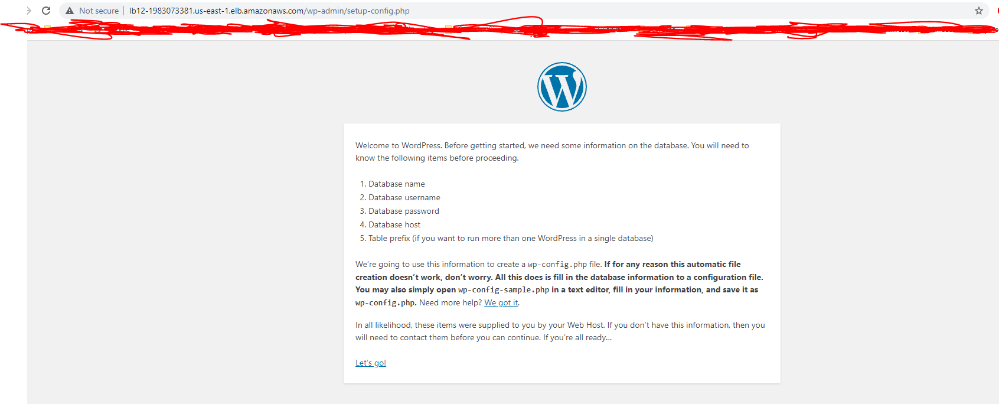 Not secure | lb12-1983073381.us-east-1.elb.amazonaws.com/wp-admin/setup-config.php
Welcome to WordPress. Before getting started, we need some information on the database. You will need to
know the following items before proceeding.
1. Database name
2. Database username
3. Database password
4. Database host
5. Table prefix (if you want to run more than one WordPress in a single database)
We’re going to use this information to create a wp-config.php file. If for any reason this automatic file
creation doesn’t work, don’t worry. All this does is fill in the database information to a configuration file.
You may also simply open wp-config-sample.php in a text editor, fill in your information, and save it as
wp-config.php. Need more help? We got it.
In all likelihood, these items were supplied to you by your Web Host. If you don’t have this information, then you
will need to contact them before you can continue. If you’re all ready…
Let’s go!